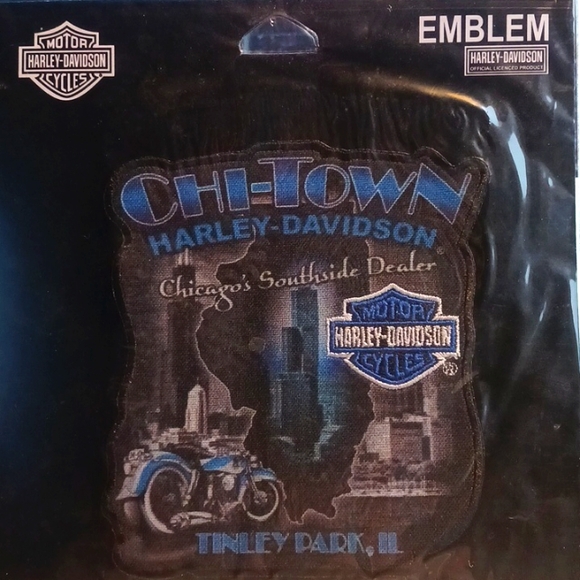 MOTOR
HARLEY-DAVIDSON
CYCLES
EMBLEM
HARLEY-DAVIDSON
OFFICIAL LICENSED PRODUCT
CHI-TOWN
HARLEY-DAVIDSON®
Chicago's Southside Dealer
MOTOR
HARLEY-DAVIDSON
CYCLES ®
TINLEY PARK, IL